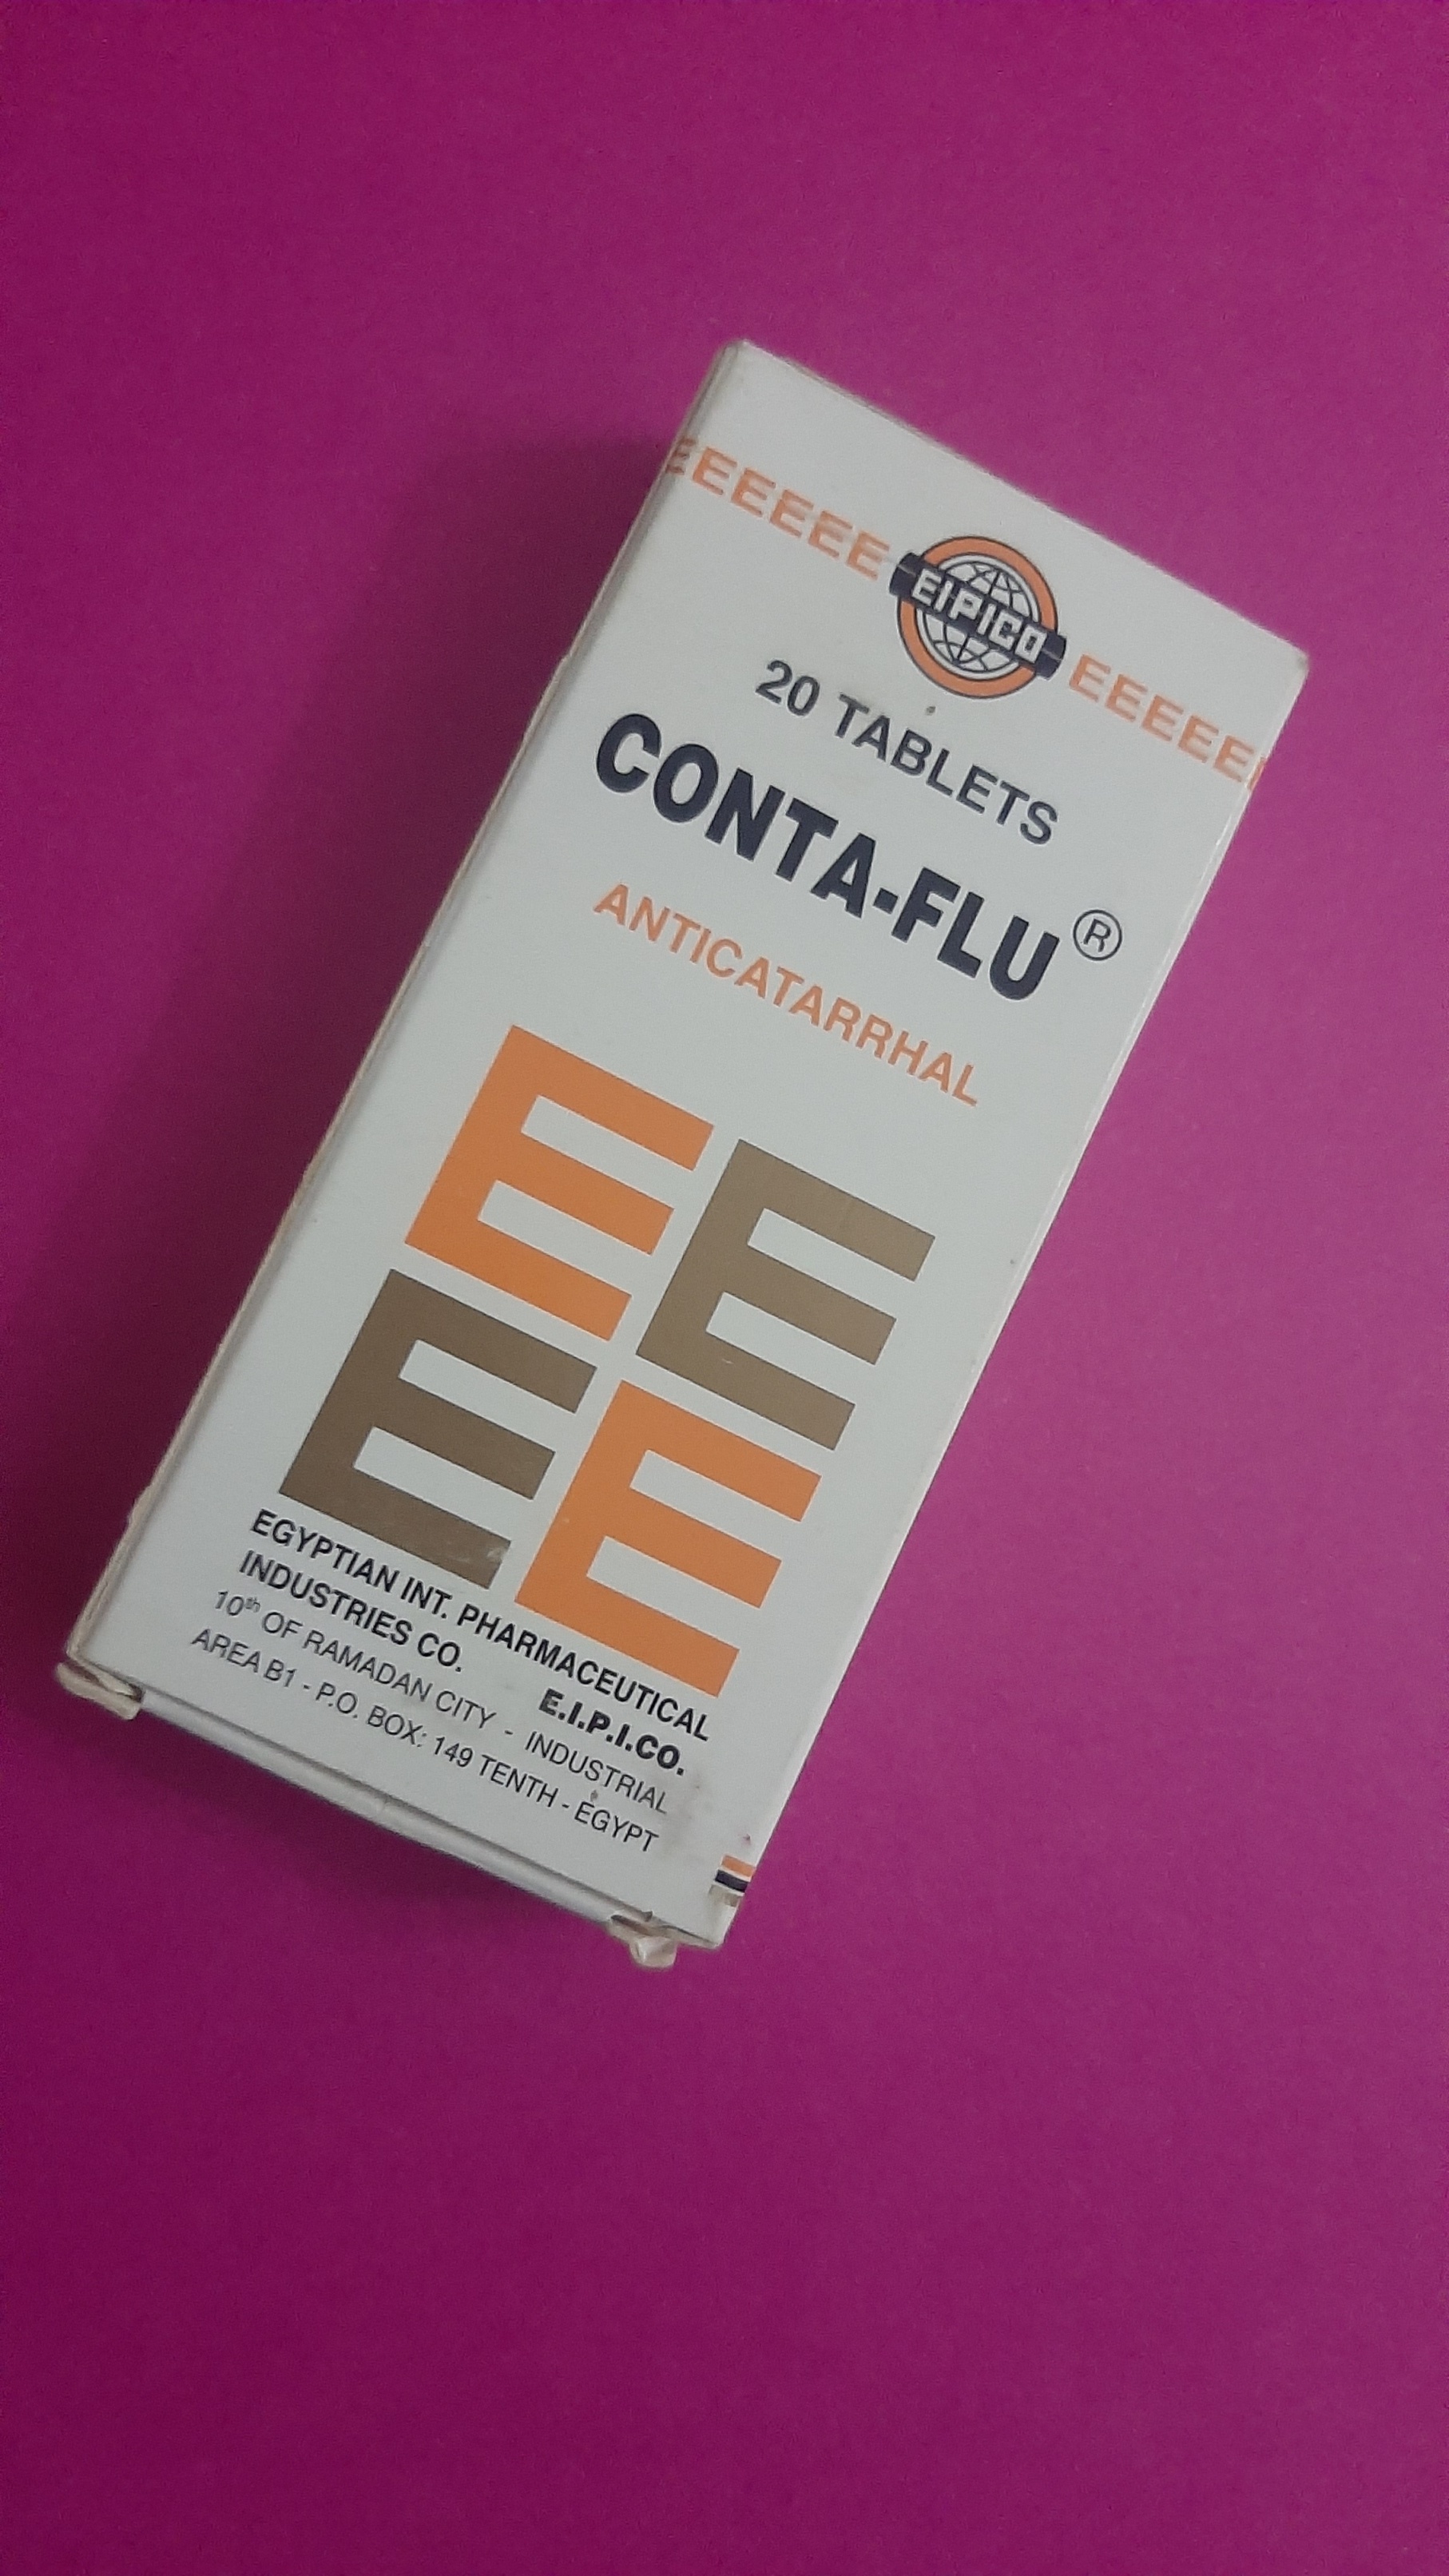 EEEEEE EIPICO EEEEE
20 TABLETS
CONTA-FLU ®
ANTICATARRHAL
E E
E E
EGYPTIAN INT. PHARMACEUTICAL
INDUSTRIES CO. E.I.P.I.CO.
10th OF RAMADAN CITY - INDUSTRIAL
AREA B1 - P.O. BOX: 149 TENTH - EGYPT